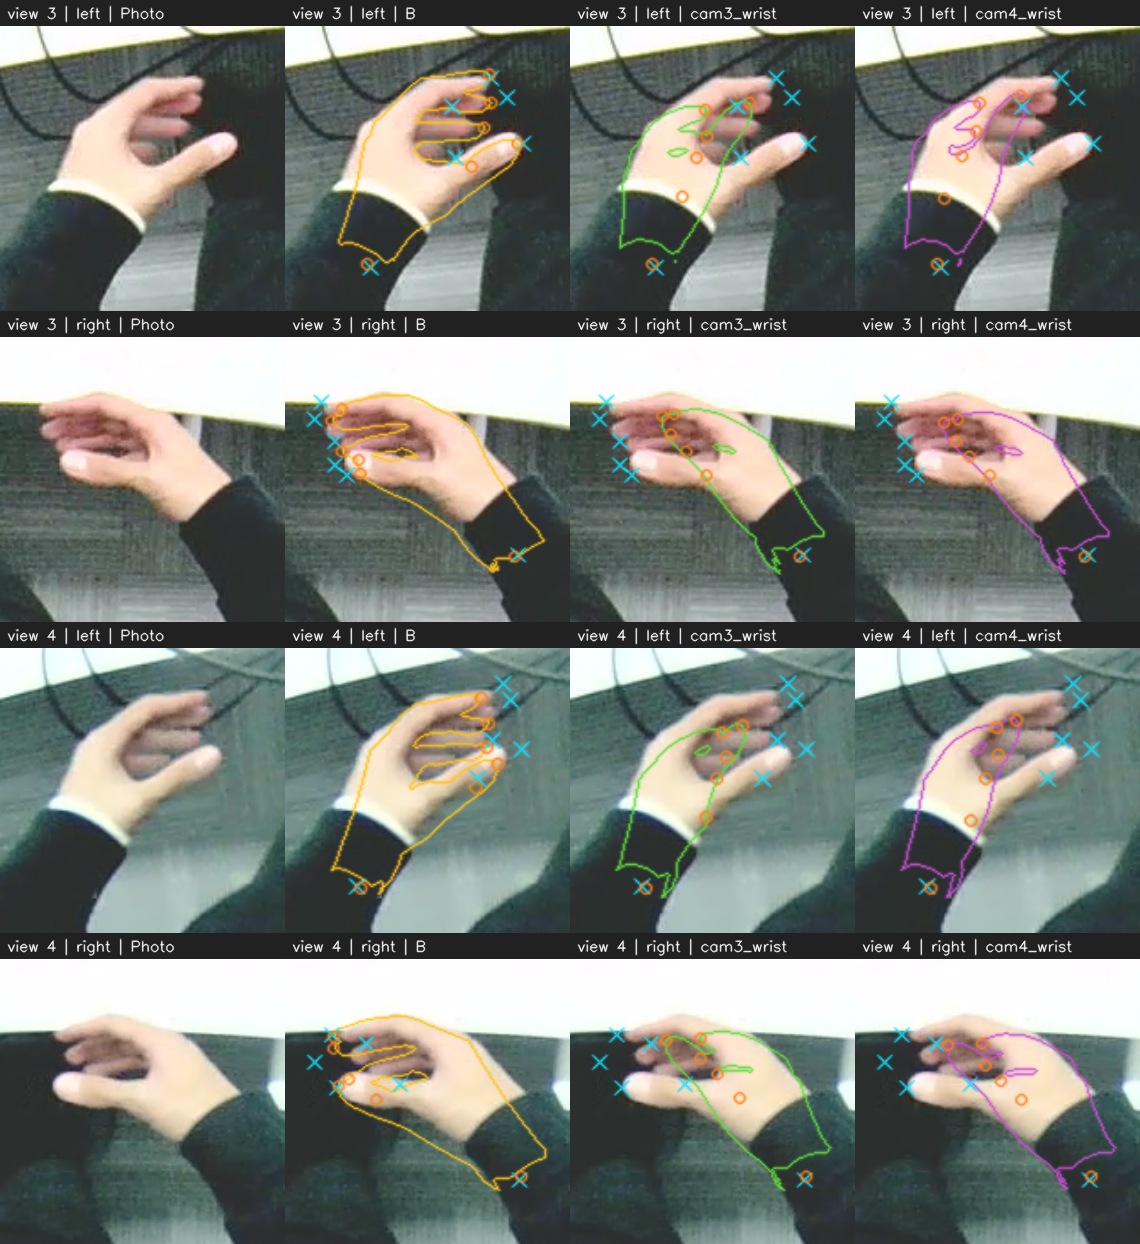 view 3 | left | Photo
view 3 | left | B
view 3 | left | cam3_wrist
view 3 | left | cam4_wrist
view 3 | right | Photo
view 3 | right | B
view 3 | right | cam3_wrist
view 3 | right | cam4_wrist
view 4 | left | Photo
view 4 | left | B
view 4 | left | cam3_wrist
view 4 | left | cam4_wrist
view 4 | right | Photo
view 4 | right | B
view 4 | right | cam3_wrist
view 4 | right | cam4_wrist